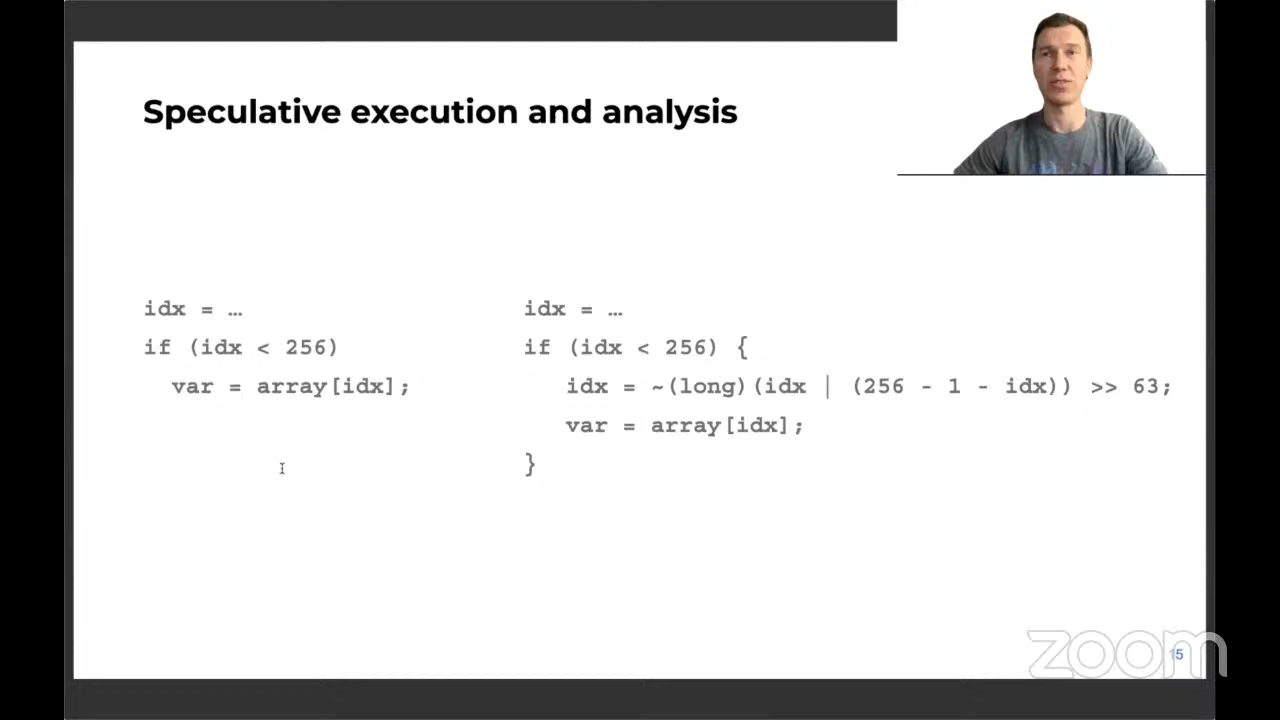 Speculative execution and analysis
idx = …
if (idx < 256)
var = array[idx];
idx = …
if (idx < 256) {
idx = ~(long)(idx | (256 - 1 - idx)) >> 63;
var = array[idx];
}
zoom
15